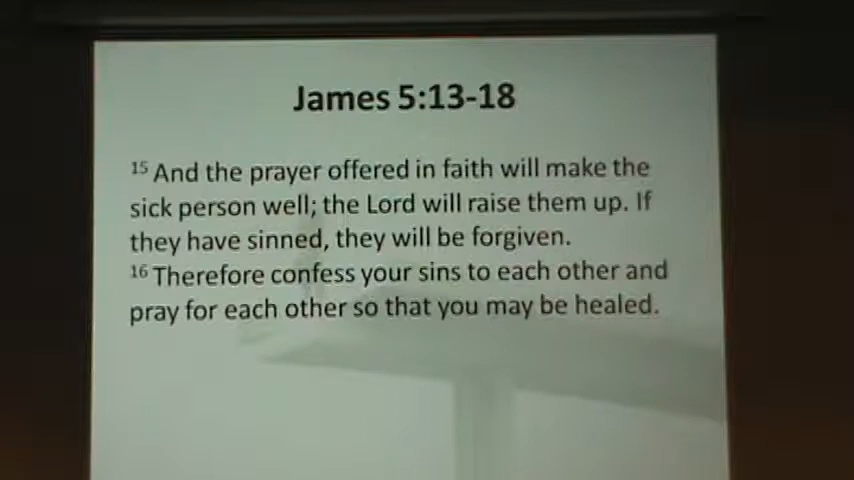 James 5:13-18
15 And the prayer offered in faith will make the
sick person well; the Lord will raise them up. If
they have sinned, they will be forgiven.
16 Therefore confess your sins to each other and
pray for each other so that you may be healed.